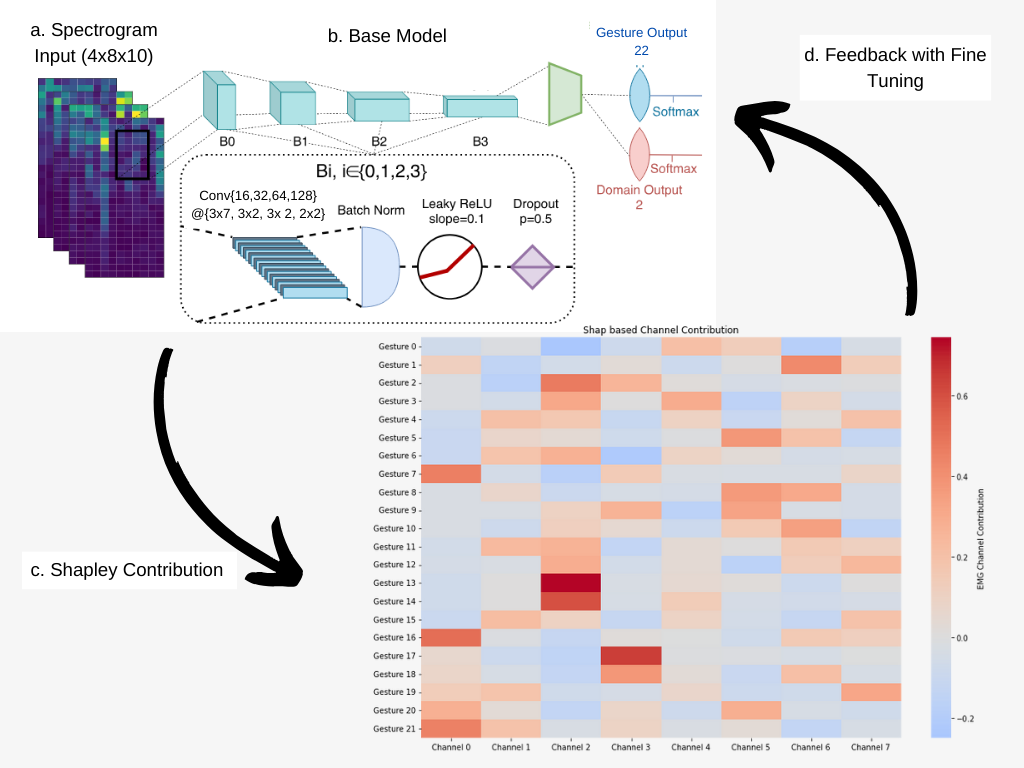 a. Spectrogram
Input (4x8x10)
b. Base Model
Gesture Output
22
d. Feedback with Fine
Tuning
Softmax
B0
B1
B2
B3
Softmax
Domain Output
2
Bi, i∈{0,1,2,3}
Conv{16,32,64,128}
@{3x7, 3x2, 3x 2, 2x2}
Batch Norm
Leaky ReLU
slope=0.1
Dropout
p=0.5
c. Shapley Contribution
Shap based Channel Contribution
Gesture 0
Gesture 1
Gesture 2
Gesture 3
Gesture 4
Gesture 5
Gesture 6
Gesture 7
Gesture 8
Gesture 9
Gesture 10
Gesture 11
Gesture 12
Gesture 13
Gesture 14
Gesture 15
Gesture 16
Gesture 17
Gesture 18
Gesture 19
Gesture 20
Gesture 21
Channel 0
Channel 1
Channel 2
Channel 3
Channel 4
Channel 5
Channel 6
Channel 7
0.6
0.4
0.2
0.0
−0.2
EMG Channel Contribution